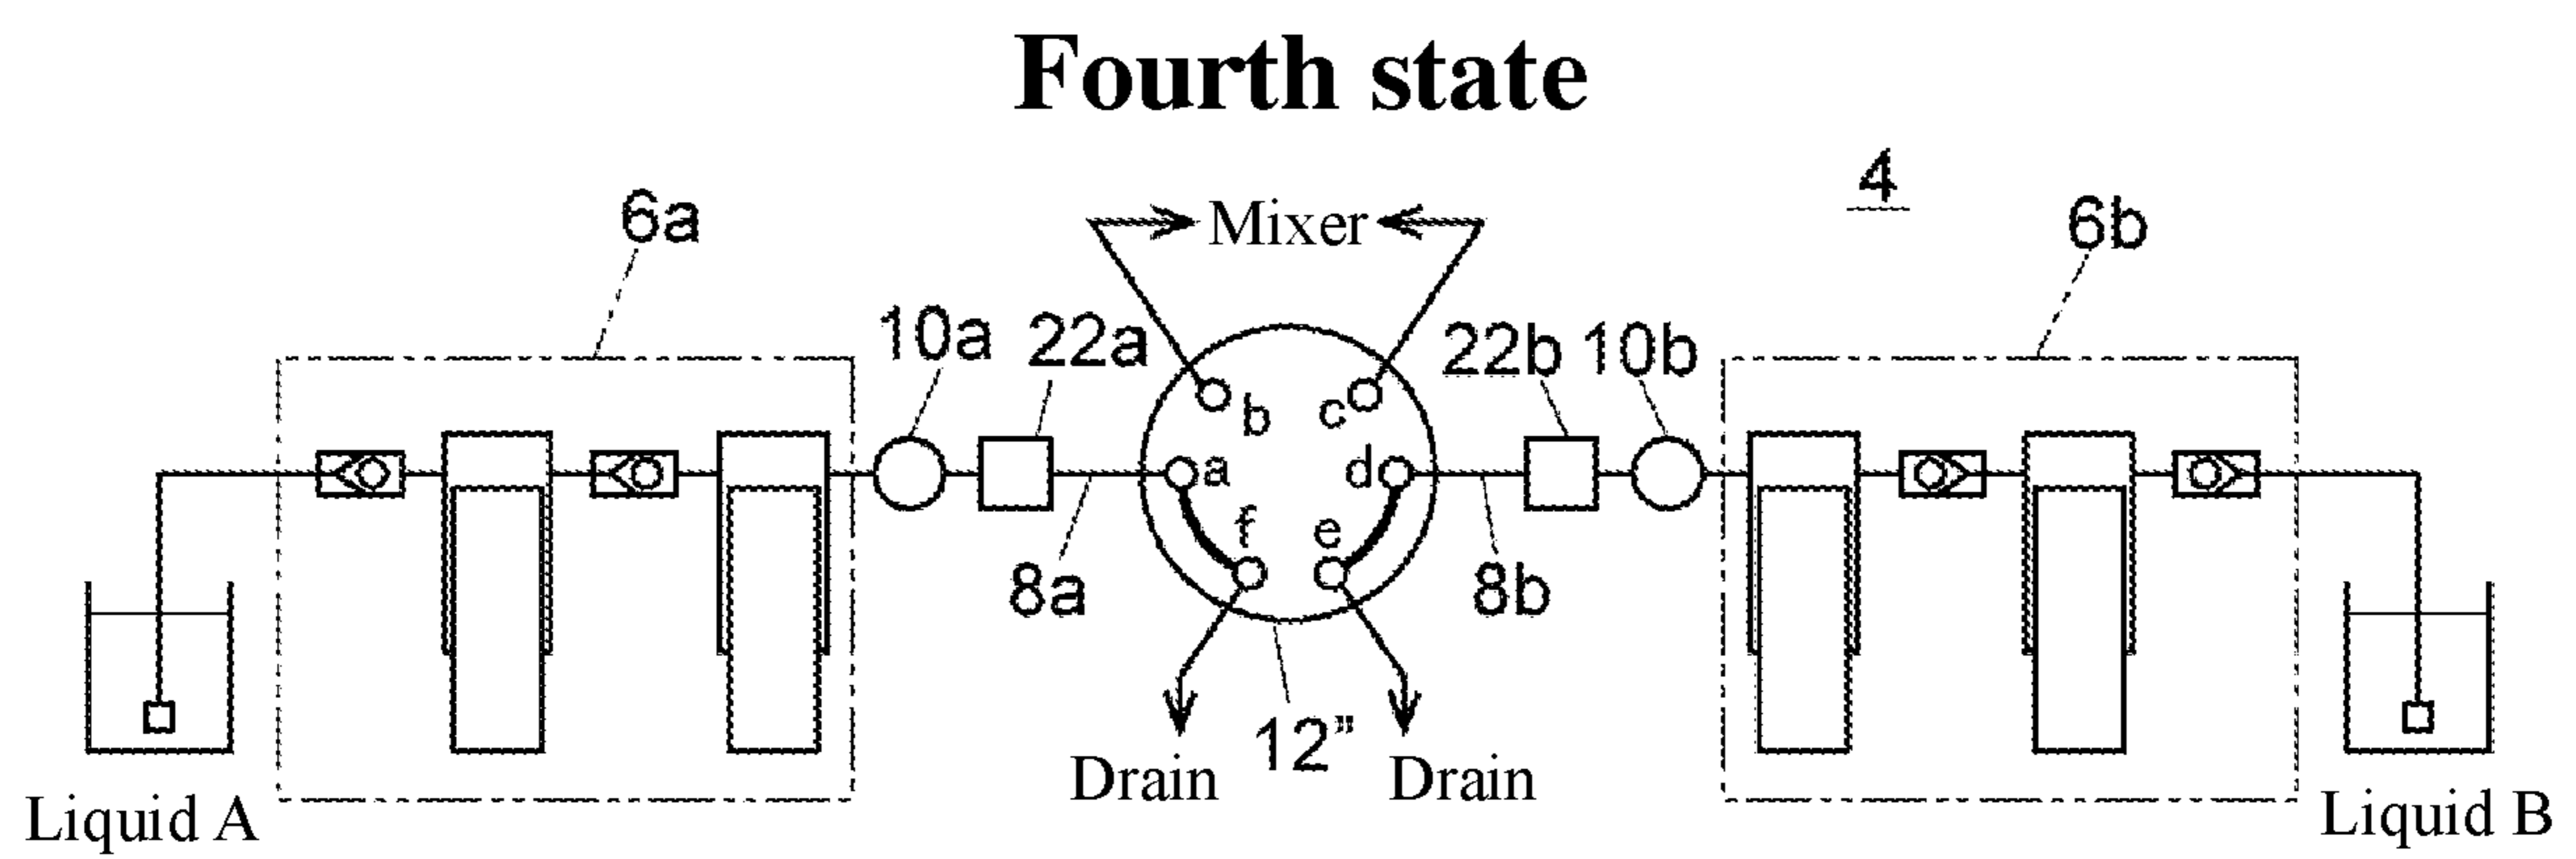 Fourth state
4
6a
Mixer
6b
10a
22a
22b
10b
b
c
a
d
f
e
8a
8b
12”
Drain
Drain
Liquid A
Liquid B